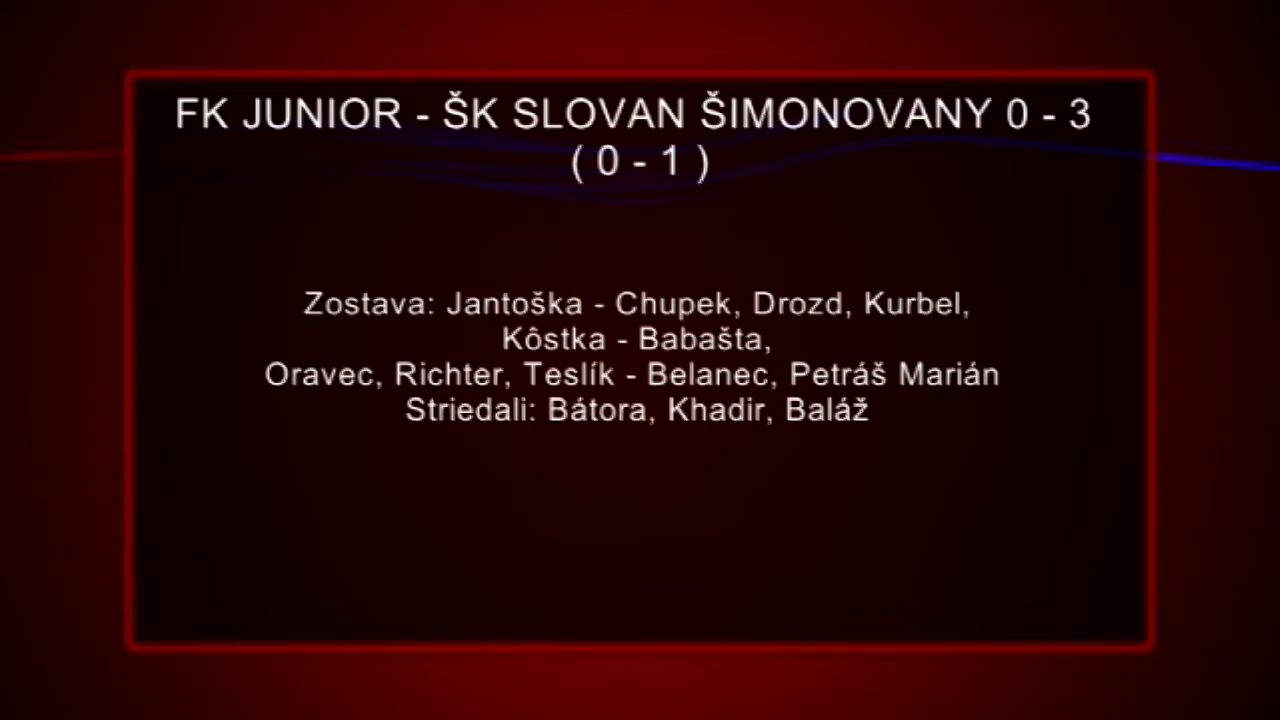 FK JUNIOR - ŠK SLOVAN ŠIMONOVANY 0 - 3
( 0 - 1 )
Zostava: Jantoška - Chupek, Drozd, Kurbel,
Kôstka - Babašta,
Oravec, Richter, Teslík - Belanec, Petráš Marián
Striedali: Bátora, Khadir, Baláž